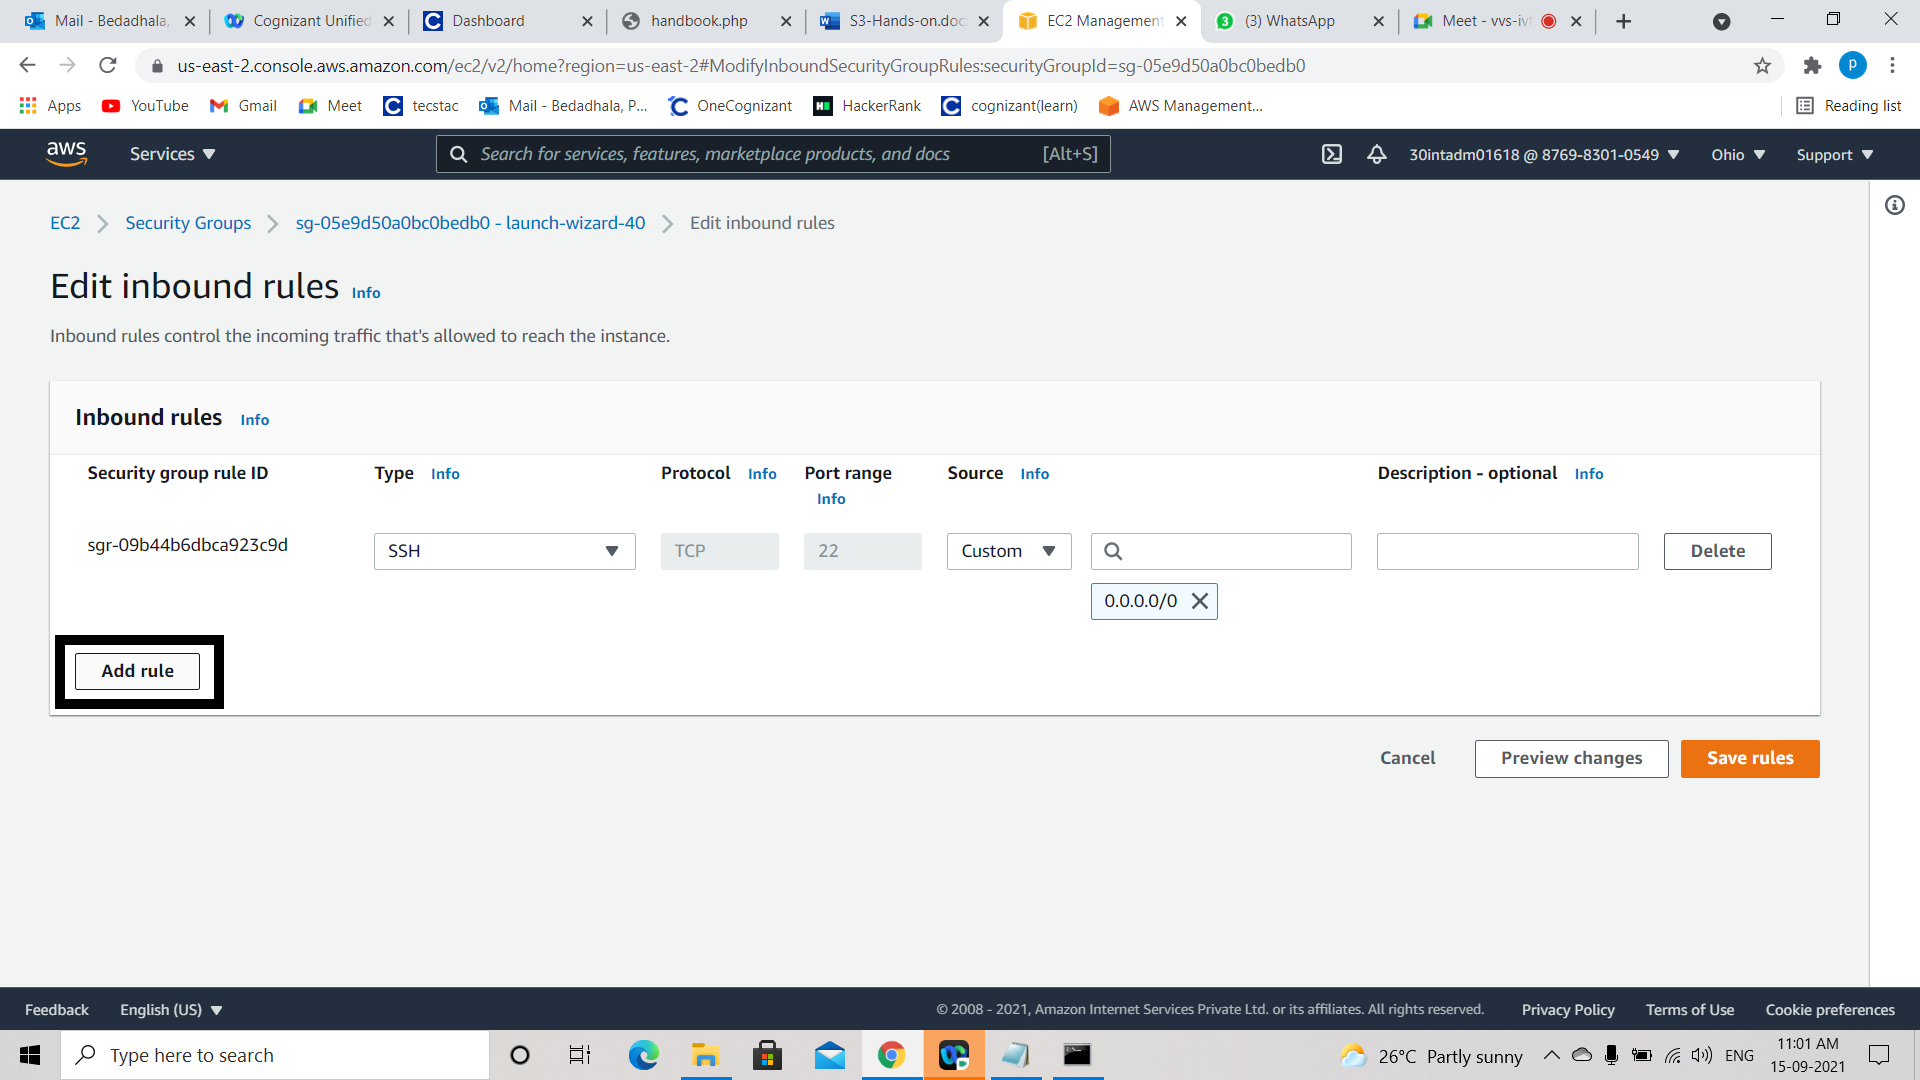 Mail - Bedadhala,
Cognizant Unified
Dashboard
handbook.php
S3-Hands-on.doc
EC2 Management
3 (3) WhatsApp
Meet - vvs-ivf
us-east-2.console.aws.amazon.com/ec2/v2/home?region=us-east-2#ModifyInboundSecurityGroupRules:securityGroupId=sg-05e9d50a0bc0bedb0
P
Apps
YouTube
Gmail
Meet
tecstac
Mail - Bedadhala, P...
OneCognizant
HackerRank
cognizant(learn)
AWS Management...
Reading list
aws
Services
Search for services, features, marketplace products, and docs
[Alt+S]
30intadm01618 @ 8769-8301-0549
Ohio
Support
EC2
Security Groups
sg-05e9d50a0bc0bedb0 - launch-wizard-40
Edit inbound rules
Edit inbound rules Info
Inbound rules control the incoming traffic that's allowed to reach the instance.
Inbound rules Info
Security group rule ID
Type Info
Protocol Info
Port range
Info
Source Info
Description - optional Info
sgr-09b44b6dbca923c9d
SSH
TCP
22
Custom
Delete
0.0.0.0/0
Add rule
Cancel
Preview changes
Save rules
Feedback
English (US)
© 2008 - 2021, Amazon Internet Services Private Ltd. or its affiliates. All rights reserved.
Privacy Policy
Terms of Use
Cookie preferences
Type here to search
26°C Partly sunny
ENG
11:01 AM
15-09-2021